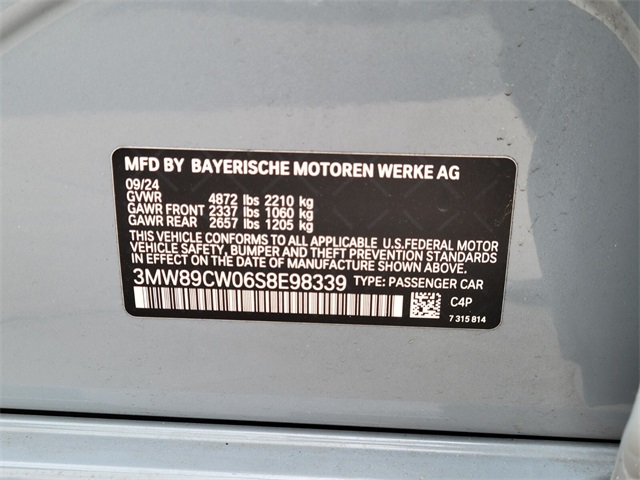 MFD BY BAYERISCHE MOTOREN WERKE AG
09/24
GVWR 4872 lbs 2210 kg
GAWR FRONT 2337 lbs 1060 kg
GAWR REAR 2657 lbs 1205 kg
THIS VEHICLE CONFORMS TO ALL APPLICABLE U.S.FEDERAL MOTOR
VEHICLE SAFETY, BUMPER, AND THEFT PREVENTION STANDARDS
IN EFFECT ON THE DATE OF MANUFACTURE SHOWN ABOVE.
3MW89CW06S8E98339 TYPE: PASSENGER CAR
C4P
7 315 814